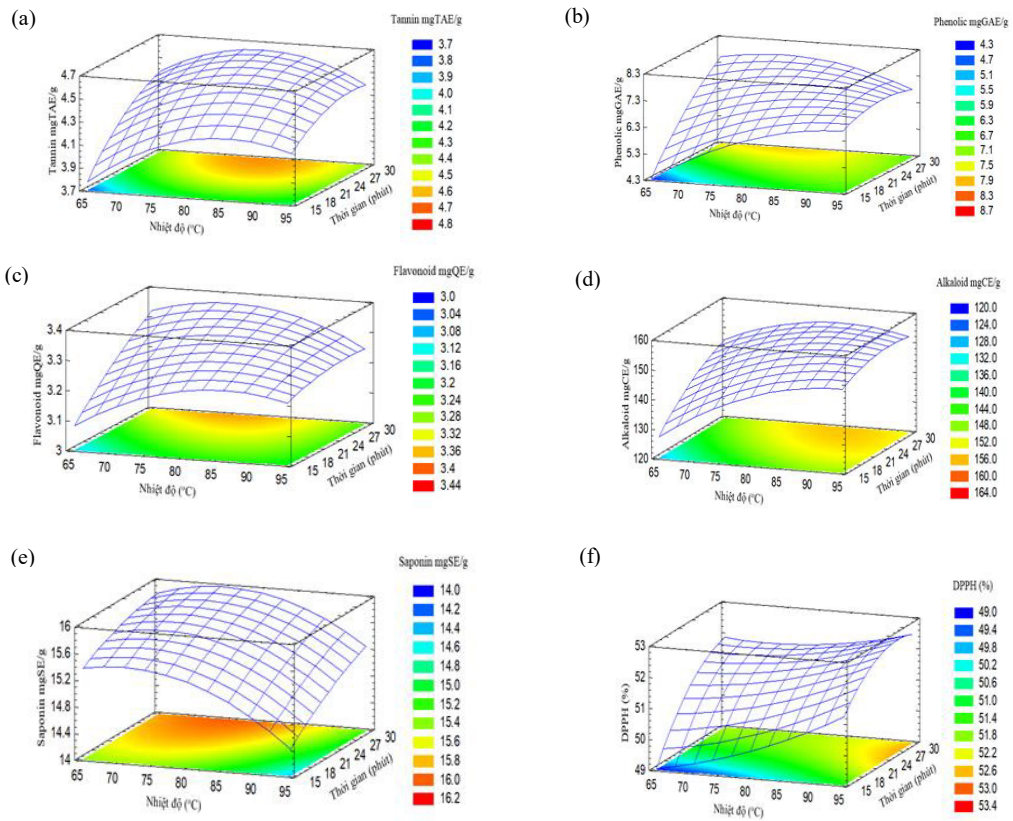 (a)
Tannin mgTAE/g
3.7
3.8
3.9
4.0
4.1
4.2
4.3
4.4
4.5
4.6
4.7
4.8
4.7
4.5
4.3
4.1
3.9
3.7
Tannin mgTAE/g
65 70 75 80 85 90 95
Nhiệt độ (°C)
15 18 21 24 27 30
Thời gian (phút)
(b)
Phenolic mgGAE/g
4.3
4.7
5.1
5.5
5.9
6.3
6.7
7.1
7.5
7.9
8.3
8.7
8.3
7.3
6.3
5.3
4.3
Phenolic mgGAE/g
65 70 75 80 85 90 95
Nhiệt độ (°C)
15 18 21 24 27 30
Thời gian (phút)
(c)
Flavonoid mgQE/g
3.0
3.04
3.08
3.12
3.16
3.2
3.24
3.28
3.32
3.36
3.4
3.44
3.4
3.3
3.2
3.1
3
Flavonoid mgQE/g
65 70 75 80 85 90 95
Nhiệt độ (°C)
15 18 21 24 27 30
Thời gian (phút)
(d)
Alkaloid mgCE/g
120.0
124.0
128.0
132.0
136.0
140.0
144.0
148.0
152.0
156.0
160.0
164.0
160
150
140
130
120
Alkaloid mgCE/g
65 70 75 80 85 90 95
Nhiệt độ (°C)
15 18 21 24 27 30
Thời gian (phút)
(e)
Saponin mgSE/g
14.0
14.2
14.4
14.6
14.8
15.0
15.2
15.4
15.6
15.8
16.0
16.2
16
15.6
15.2
14.8
14.4
14
Saponin mgSE/g
65 70 75 80 85 90 95
Nhiệt độ (°C)
15 18 21 24 27 30
Thời gian (phút)
(f)
DPPH (%)
49.0
49.4
49.8
50.2
50.6
51.0
51.4
51.8
52.2
52.6
53.0
53.4
53
52
51
50
49
DPPH (%)
65 70 75 80 85 90 95
Nhiệt độ (°C)
15 18 21 24 27 30
Thời gian (phút)